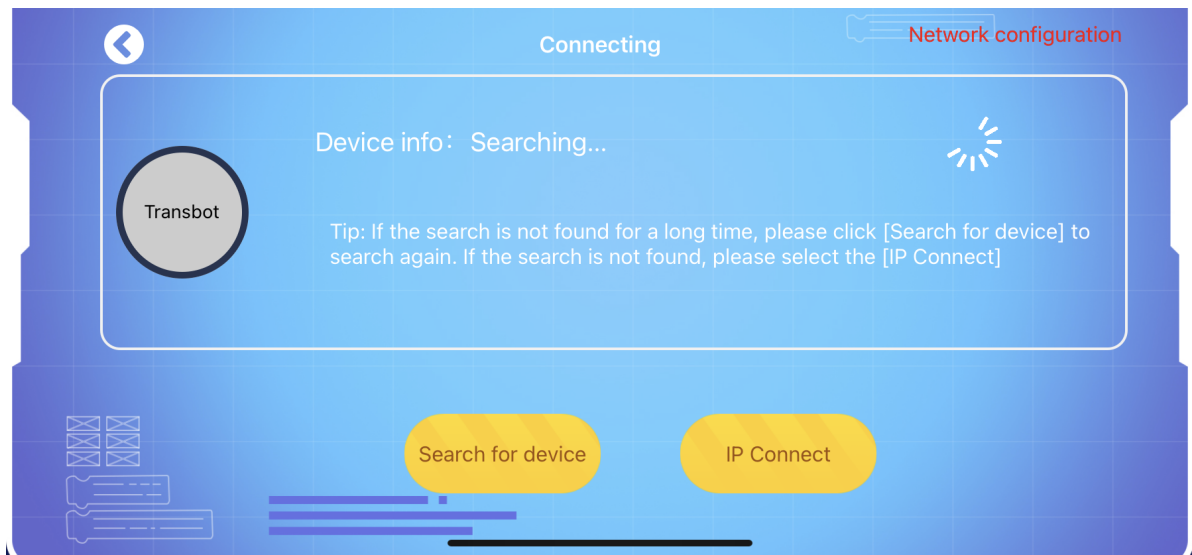 Connecting
Network configuration
Device info： Searching...
Transbot
Tip: If the search is not found for a long time, please click [Search for device] to
search again. If the search is not found, please select the [IP Connect]
Search for device
IP Connect